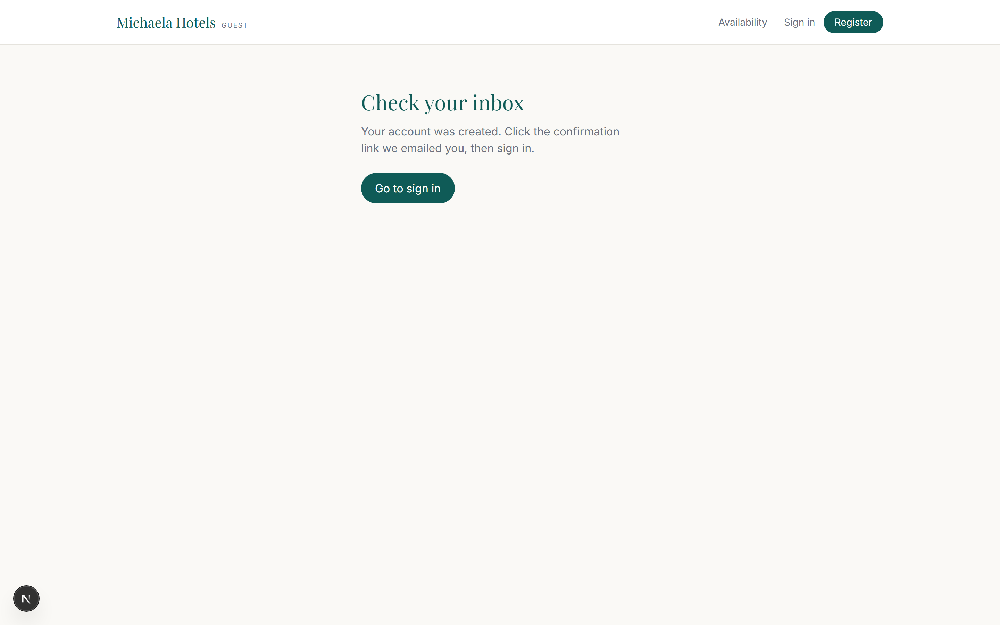 Michaela Hotels GUEST
Availability
Sign in
Register
Check your inbox
Your account was created. Click the confirmation
link we emailed you, then sign in.
Go to sign in
N